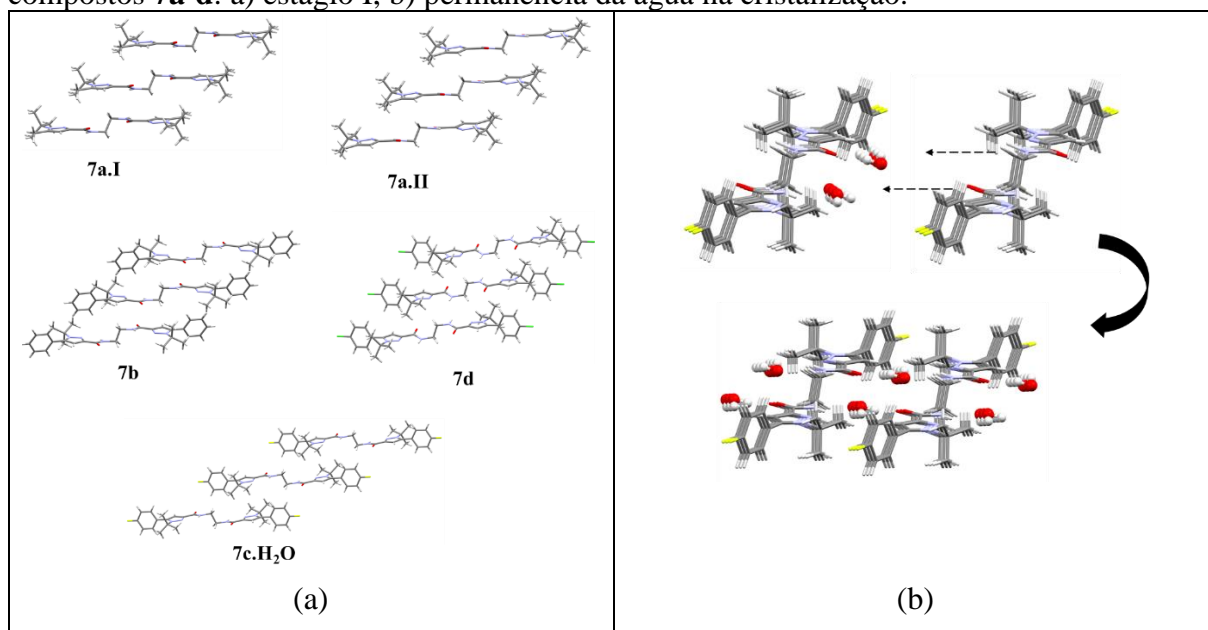 compostos 7a-d: a) estágio I; b) permanência da água na cristalização.
7a.I
7a.II
7b
7d
7c.H₂O
(a)
(b)